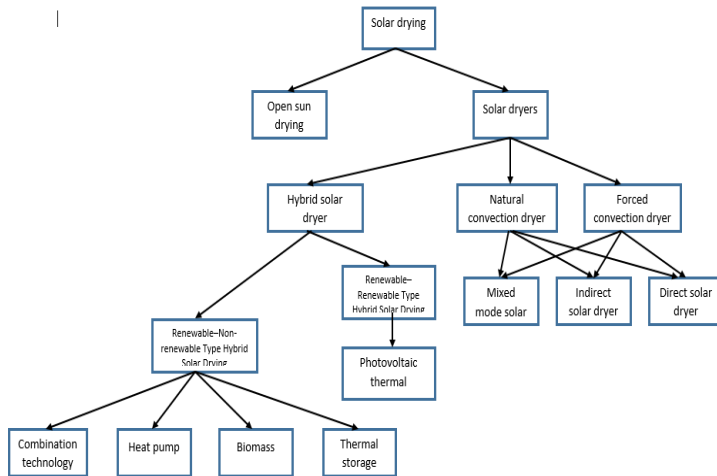 Solar drying
Open sun
drying
Solar dryers
Hybrid solar
dryer
Natural
convection dryer
Forced
convection dryer
Renewable–
Renewable Type
Hybrid Solar Drying
Mixed
mode solar
Indirect
solar dryer
Direct solar
dryer
Renewable–Non-
renewable Type Hybrid
Solar Drying
Photovoltaic
thermal
Combination
technology
Heat pump
Biomass
Thermal
storage